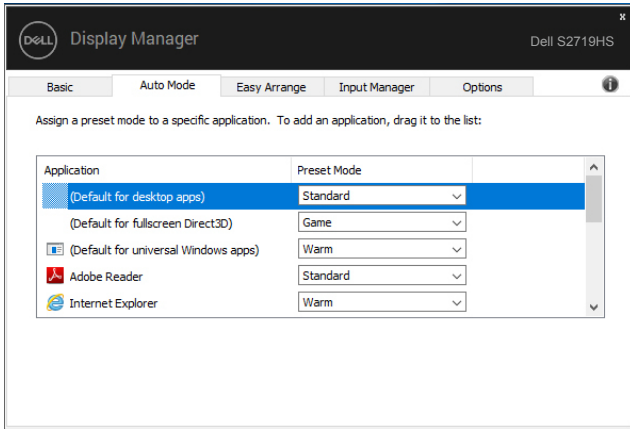 x
DELL Display Manager Dell S2719HS
Basic Auto Mode Easy Arrange Input Manager Options i
Assign a preset mode to a specific application. To add an application, drag it to the list:
Application Preset Mode
(Default for desktop apps) Standard
(Default for fullscreen Direct3D) Game
(Default for universal Windows apps) Warm
Adobe Reader Standard
Internet Explorer Warm